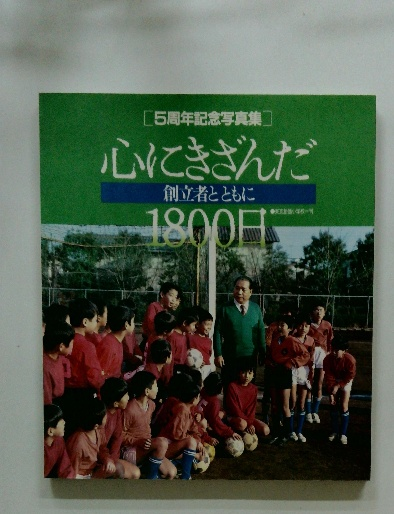 [5周年記念写真集]
心にきざんだ
創立者とともに
1800日